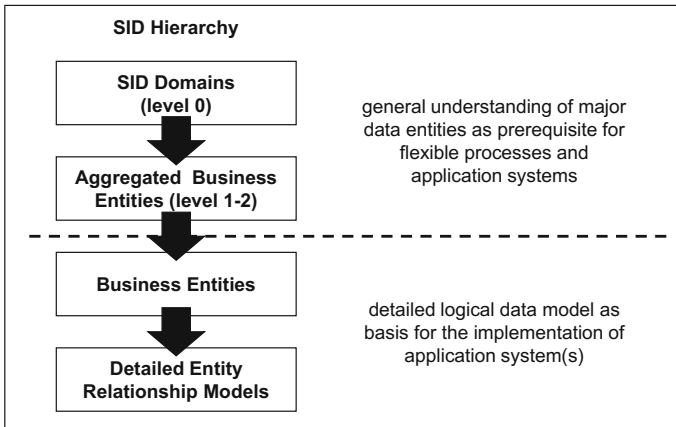 SID Hierarchy
SID Domains
(level 0)
general understanding of major
data entities as prerequisite for
flexible processes and
application systems
Aggregated Business
Entities (level 1-2)
Business Entities
detailed logical data model as
basis for the implementation of
application system(s)
Detailed Entity
Relationship Models